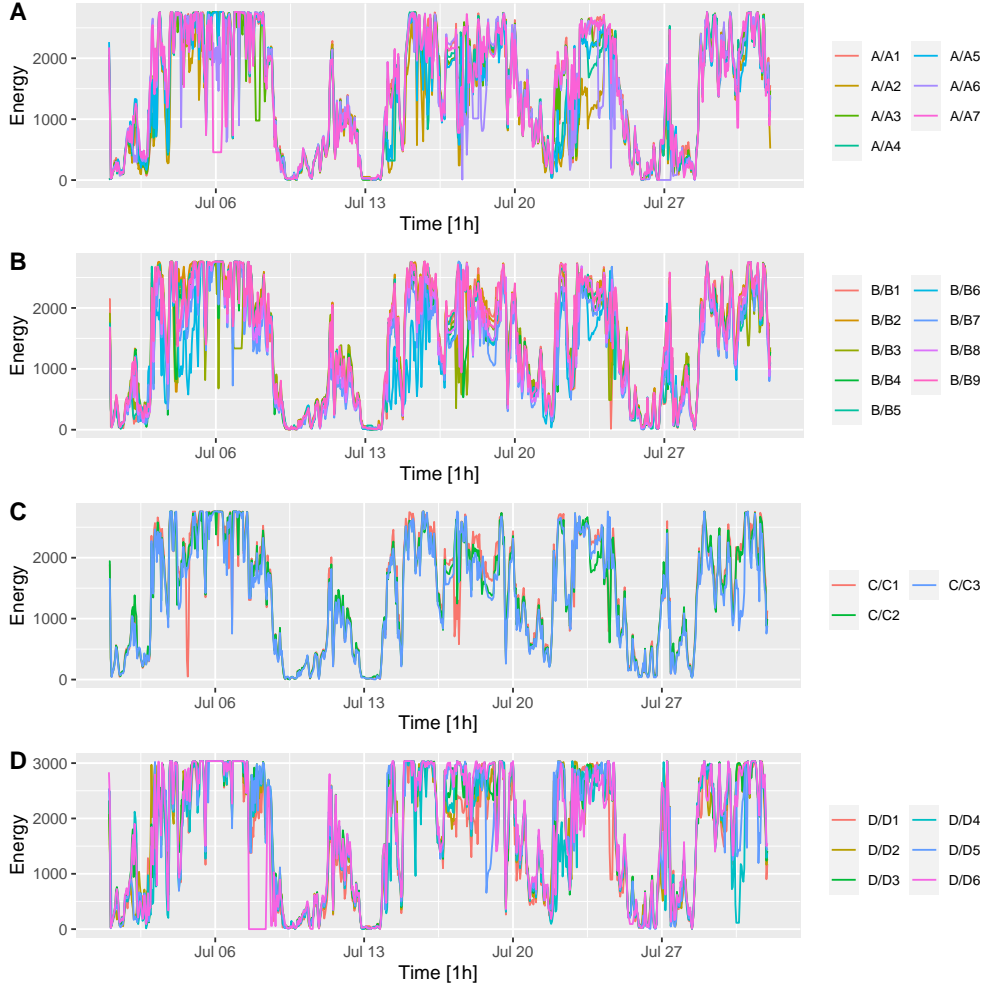 A
Energy
2000
1000
0
Jul 06 Jul 13 Jul 20 Jul 27
Time [1h]
A/A1 A/A5
A/A2 A/A6
A/A3 A/A7
A/A4
B
Energy
2000
1000
0
Jul 06 Jul 13 Jul 20 Jul 27
Time [1h]
B/B1 B/B6
B/B2 B/B7
B/B3 B/B8
B/B4 B/B9
B/B5
C
Energy
2000
1000
0
Jul 06 Jul 13 Jul 20 Jul 27
Time [1h]
C/C1 C/C3
C/C2
D
Energy
3000
2000
1000
0
Jul 06 Jul 13 Jul 20 Jul 27
Time [1h]
D/D1 D/D4
D/D2 D/D5
D/D3 D/D6